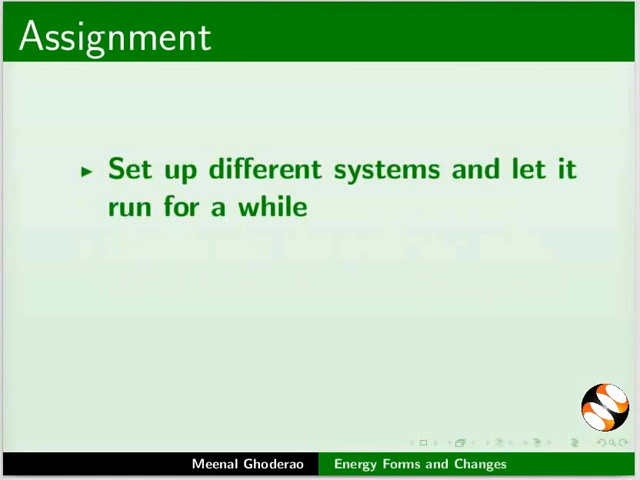 Assignment
Set up different systems and let it
run for a while
Meenal Ghoderao Energy Forms and Changes